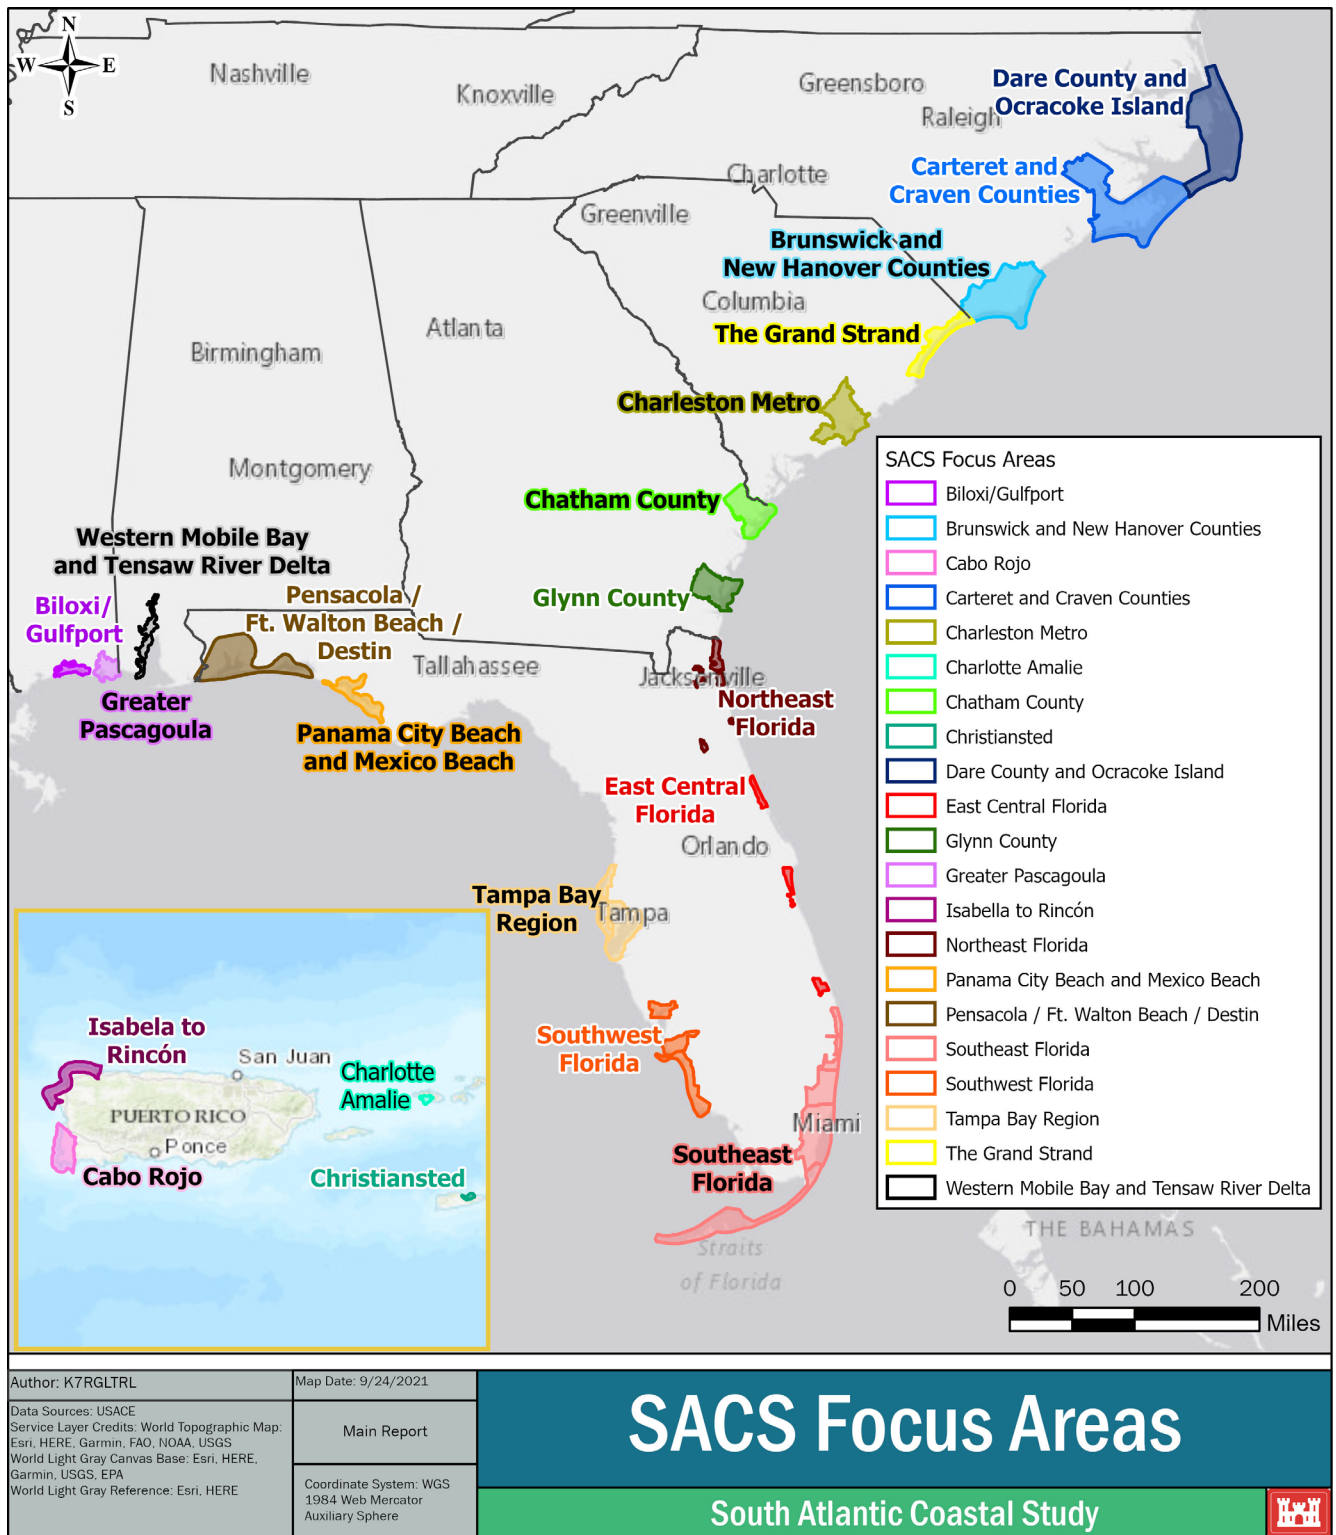 N
W
E
S
Nashville
Knoxville
Greensboro
Raleigh
Dare County and
Ocracoke Island
Charlotte
Carteret and
Craven Counties
Greenville
Brunswick and
New Hanover Counties
Columbia
Atlanta
The Grand Strand
Birmingham
Charleston Metro
Montgomery
Chatham County
Western Mobile Bay
and Tensaw River Delta
Glynn County
Biloxi/
Gulfport
Pensacola /
Ft. Walton Beach /
Destin
Tallahassee
Jacksonville
Greater
Pascagoula
Northeast
Florida
Panama City Beach
and Mexico Beach
East Central
Florida
Orlando
Tampa Bay
Region
Tampa
Southwest
Florida
Miami
Southeast
Florida
Straits
of Florida
THE BAHAMAS
SACS Focus Areas
Biloxi/Gulfport
Brunswick and New Hanover Counties
Cabo Rojo
Carteret and Craven Counties
Charleston Metro
Charlotte Amalie
Chatham County
Christiansted
Dare County and Ocracoke Island
East Central Florida
Glynn County
Greater Pascagoula
Isabella to Rincón
Northeast Florida
Panama City Beach and Mexico Beach
Pensacola / Ft. Walton Beach / Destin
Southeast Florida
Southwest Florida
Tampa Bay Region
The Grand Strand
Western Mobile Bay and Tensaw River Delta
Isabela to
Rincón
San Juan
Charlotte
Amalie
PUERTO RICO
Ponce
Cabo Rojo
Christiansted
0 50 100 200
Miles
Author: K7RGLTRL
Data Sources: USACE
Service Layer Credits: World Topographic Map:
Esri, HERE, Garmin, FAO, NOAA, USGS
World Light Gray Canvas Base: Esri, HERE,
Garmin, USGS, EPA
World Light Gray Reference: Esri, HERE
Map Date: 9/24/2021
Main Report
Coordinate System: WGS
1984 Web Mercator
Auxiliary Sphere
SACS Focus Areas
South Atlantic Coastal Study